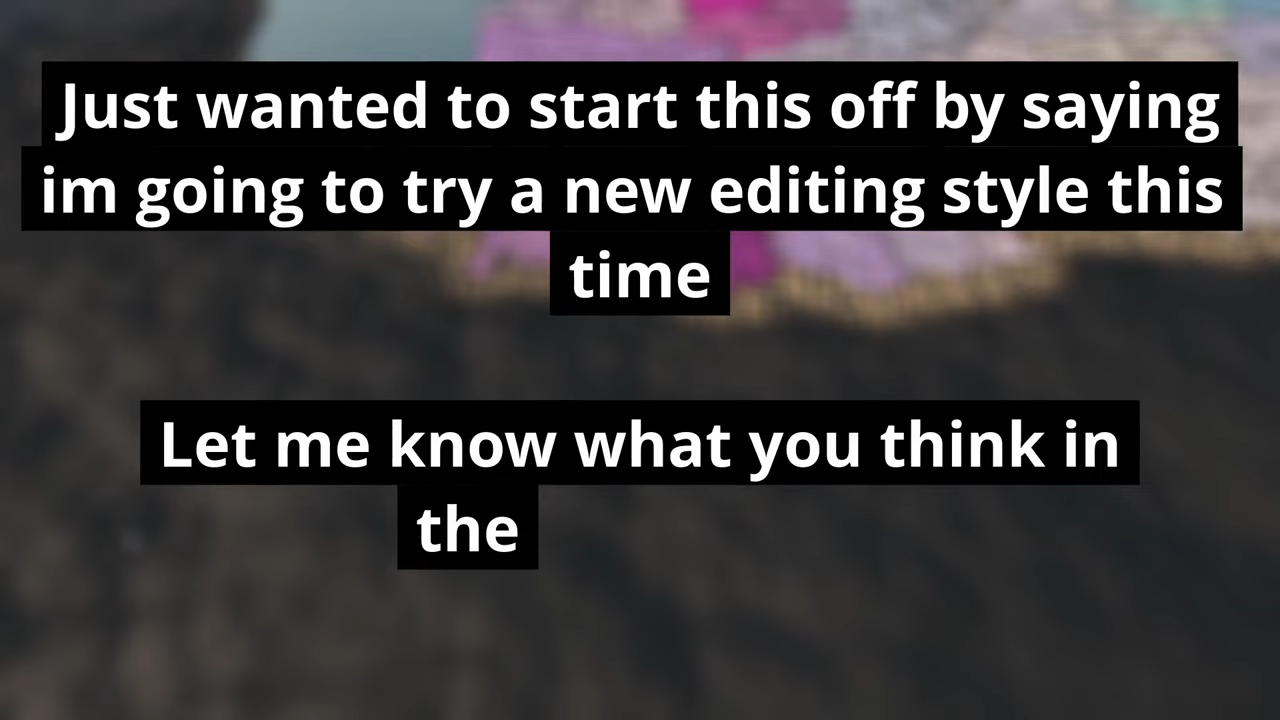 Just wanted to start this off by saying
im going to try a new editing style this
time
Let me know what you think in
the